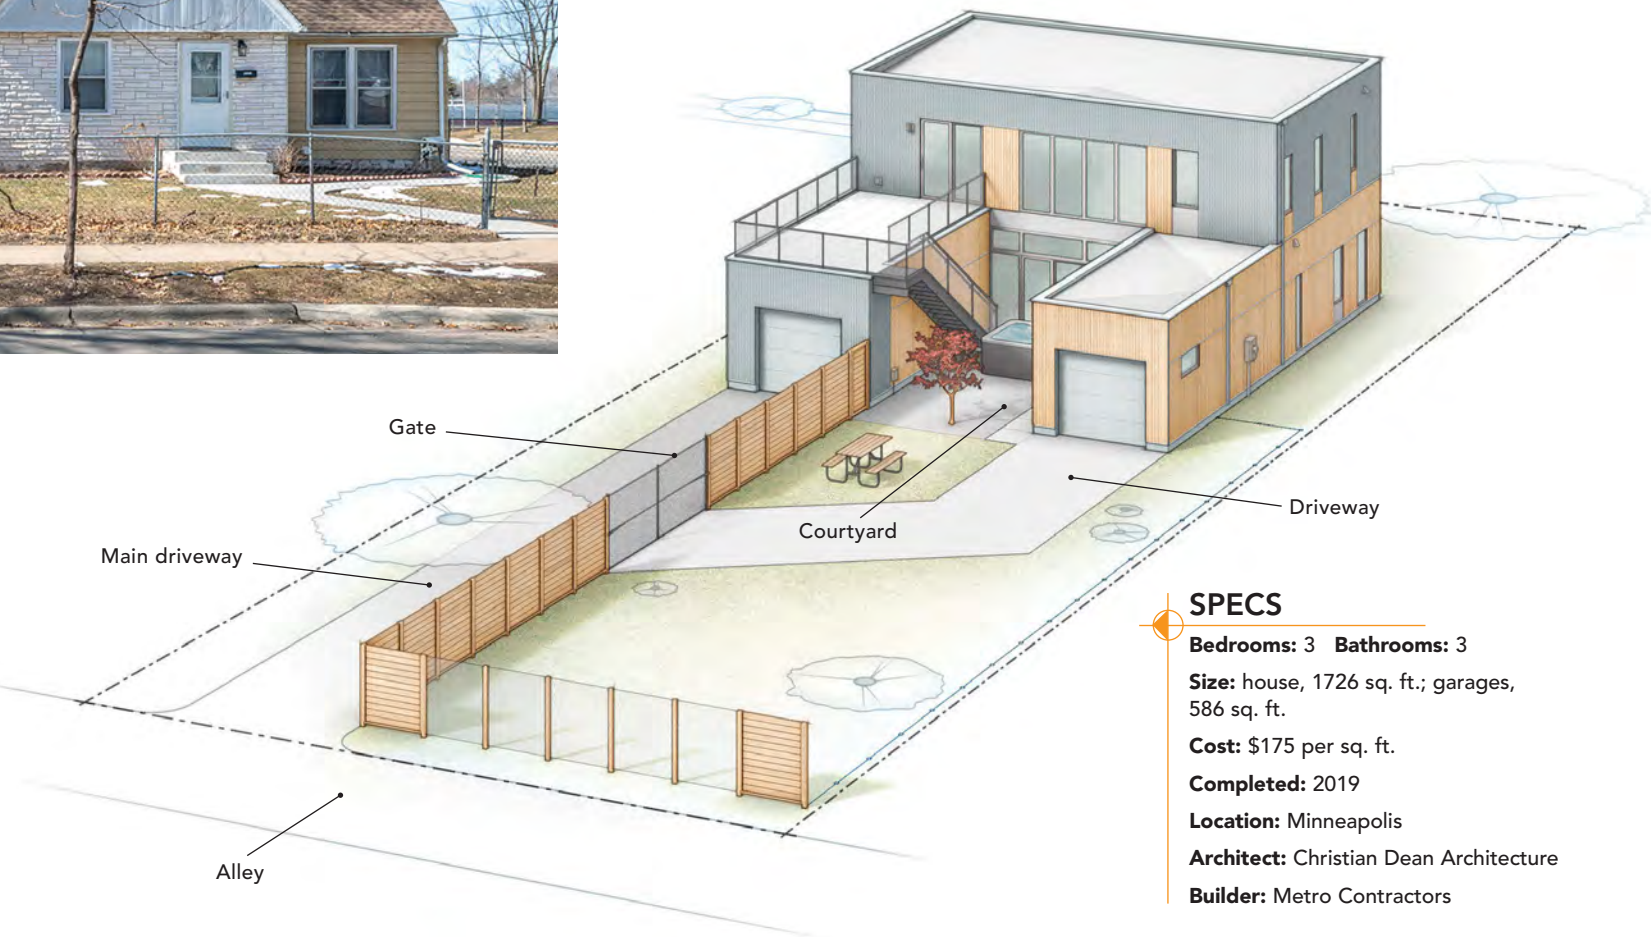 Gate
Courtyard
Driveway
Main driveway
Alley
SPECS
Bedrooms: 3 Bathrooms: 3
Size: house, 1726 sq. ft.; garages,
586 sq. ft.
Cost: $175 per sq. ft.
Completed: 2019
Location: Minneapolis
Architect: Christian Dean Architecture
Builder: Metro Contractors